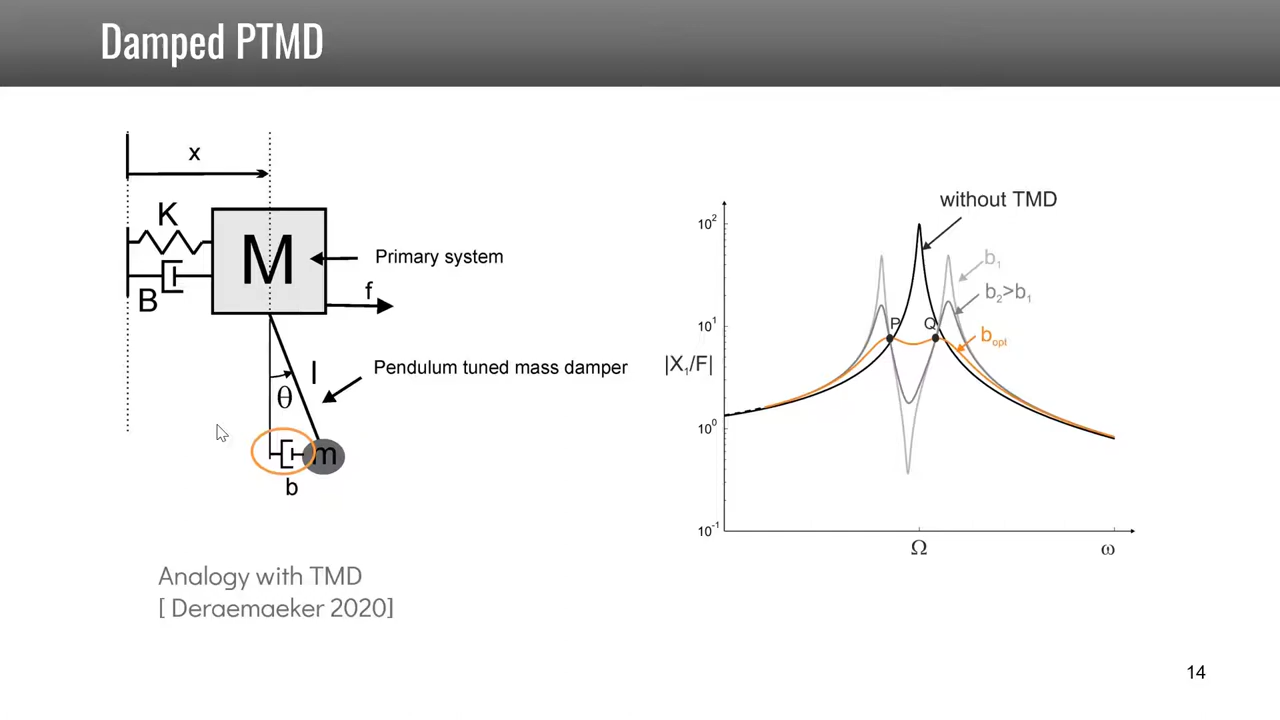 Damped PTMD
x
K
M
B
Primary system
f
l
θ
Pendulum tuned mass damper
m
b
Analogy with TMD
[ Deraemaeker 2020]
without TMD
10²
b₁
b₂>b₁
10¹
P
Q
bₒₚₜ
|X₁/F|
10⁰
10⁻¹
Ω
ω
14